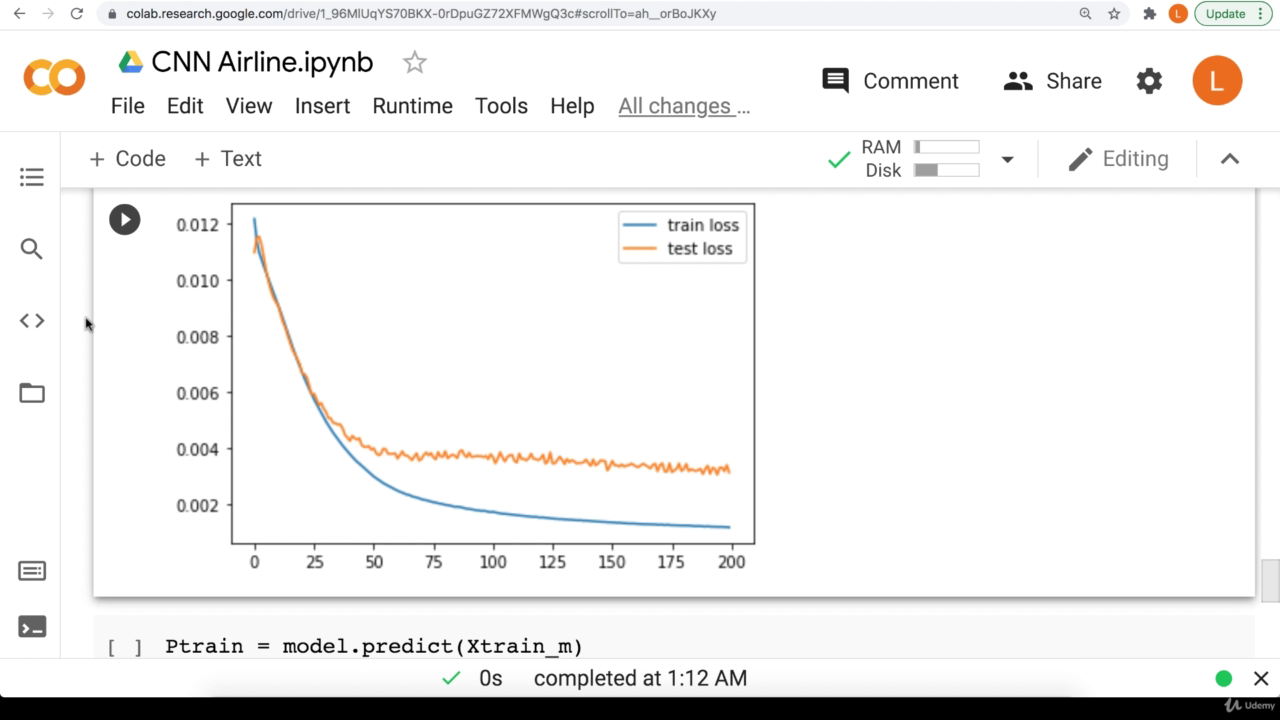 colab.research.google.com/drive/1_96MlUqYS70BKX-0rDpuGZ72XFMWgQ3c#scrollTo=ah__orBoJKXy
L
Update
CNN Airline.ipynb
Comment
Share
L
File Edit View Insert Runtime Tools Help All changes ...
+ Code + Text
RAM
Disk
Editing
train loss
test loss
0.012
0.010
0.008
0.006
0.004
0.002
0 25 50 75 100 125 150 175 200
[ ] Ptrain = model.predict(Xtrain_m)
0s completed at 1:12 AM
Udemy